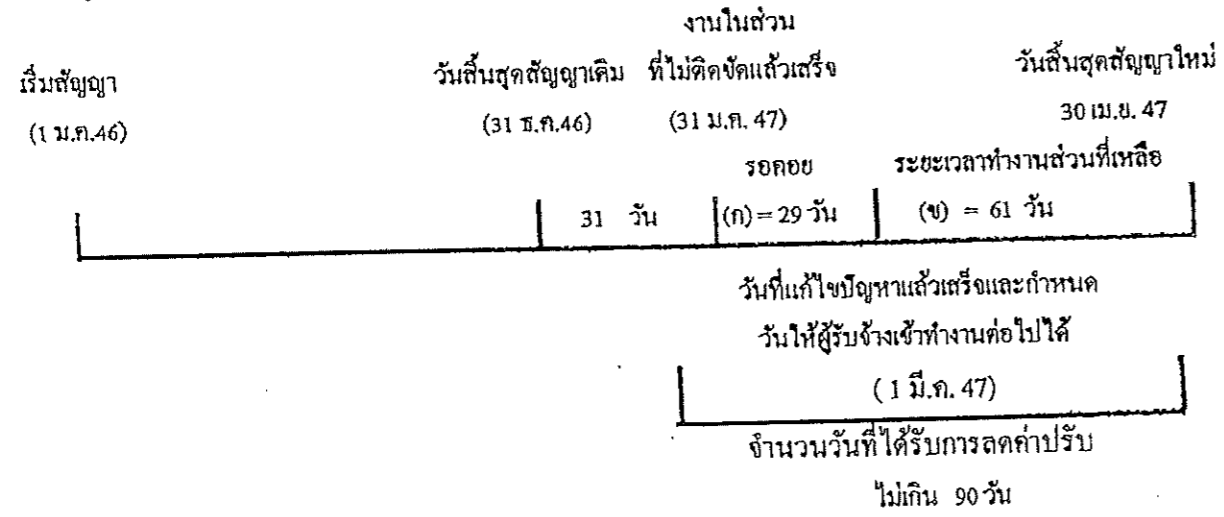 งานในส่วน
เริ่มสัญญา วันสิ้นสุดสัญญาเดิม ที่ไม่ติดขัดแล้วเสร็จ วันสิ้นสุดสัญญาใหม่
(1 ม.ค.46) (31 ธ.ค.46) (31 ม.ค. 47) 30 เม.ย. 47
รอคอย ระยะเวลาทำงานส่วนที่เหลือ
31 วัน (ก) = 29 วัน (ข) = 61 วัน
วันที่แก้ไขปัญหาแล้วเสร็จและกำหนด
วันให้ผู้รับจ้างเข้าทำงานต่อไปได้
( 1 มี.ค. 47)
จำนวนวันที่ได้รับการลดค่าปรับ
ไม่เกิน 90 วัน